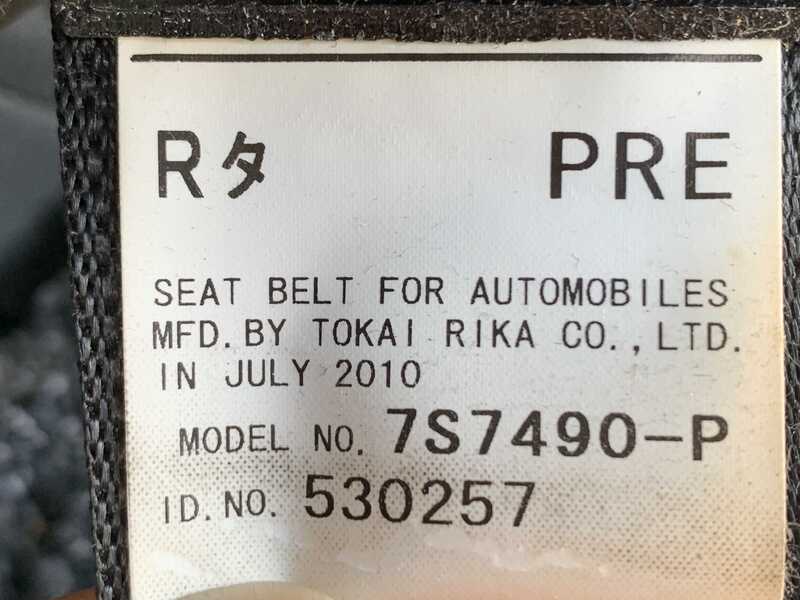 Rタ PRE
SEAT BELT FOR AUTOMOBILES
MFD. BY TOKAI RIKA CO., LTD.
IN JULY 2010
MODEL NO. 7S7490-P
ID. NO. 530257